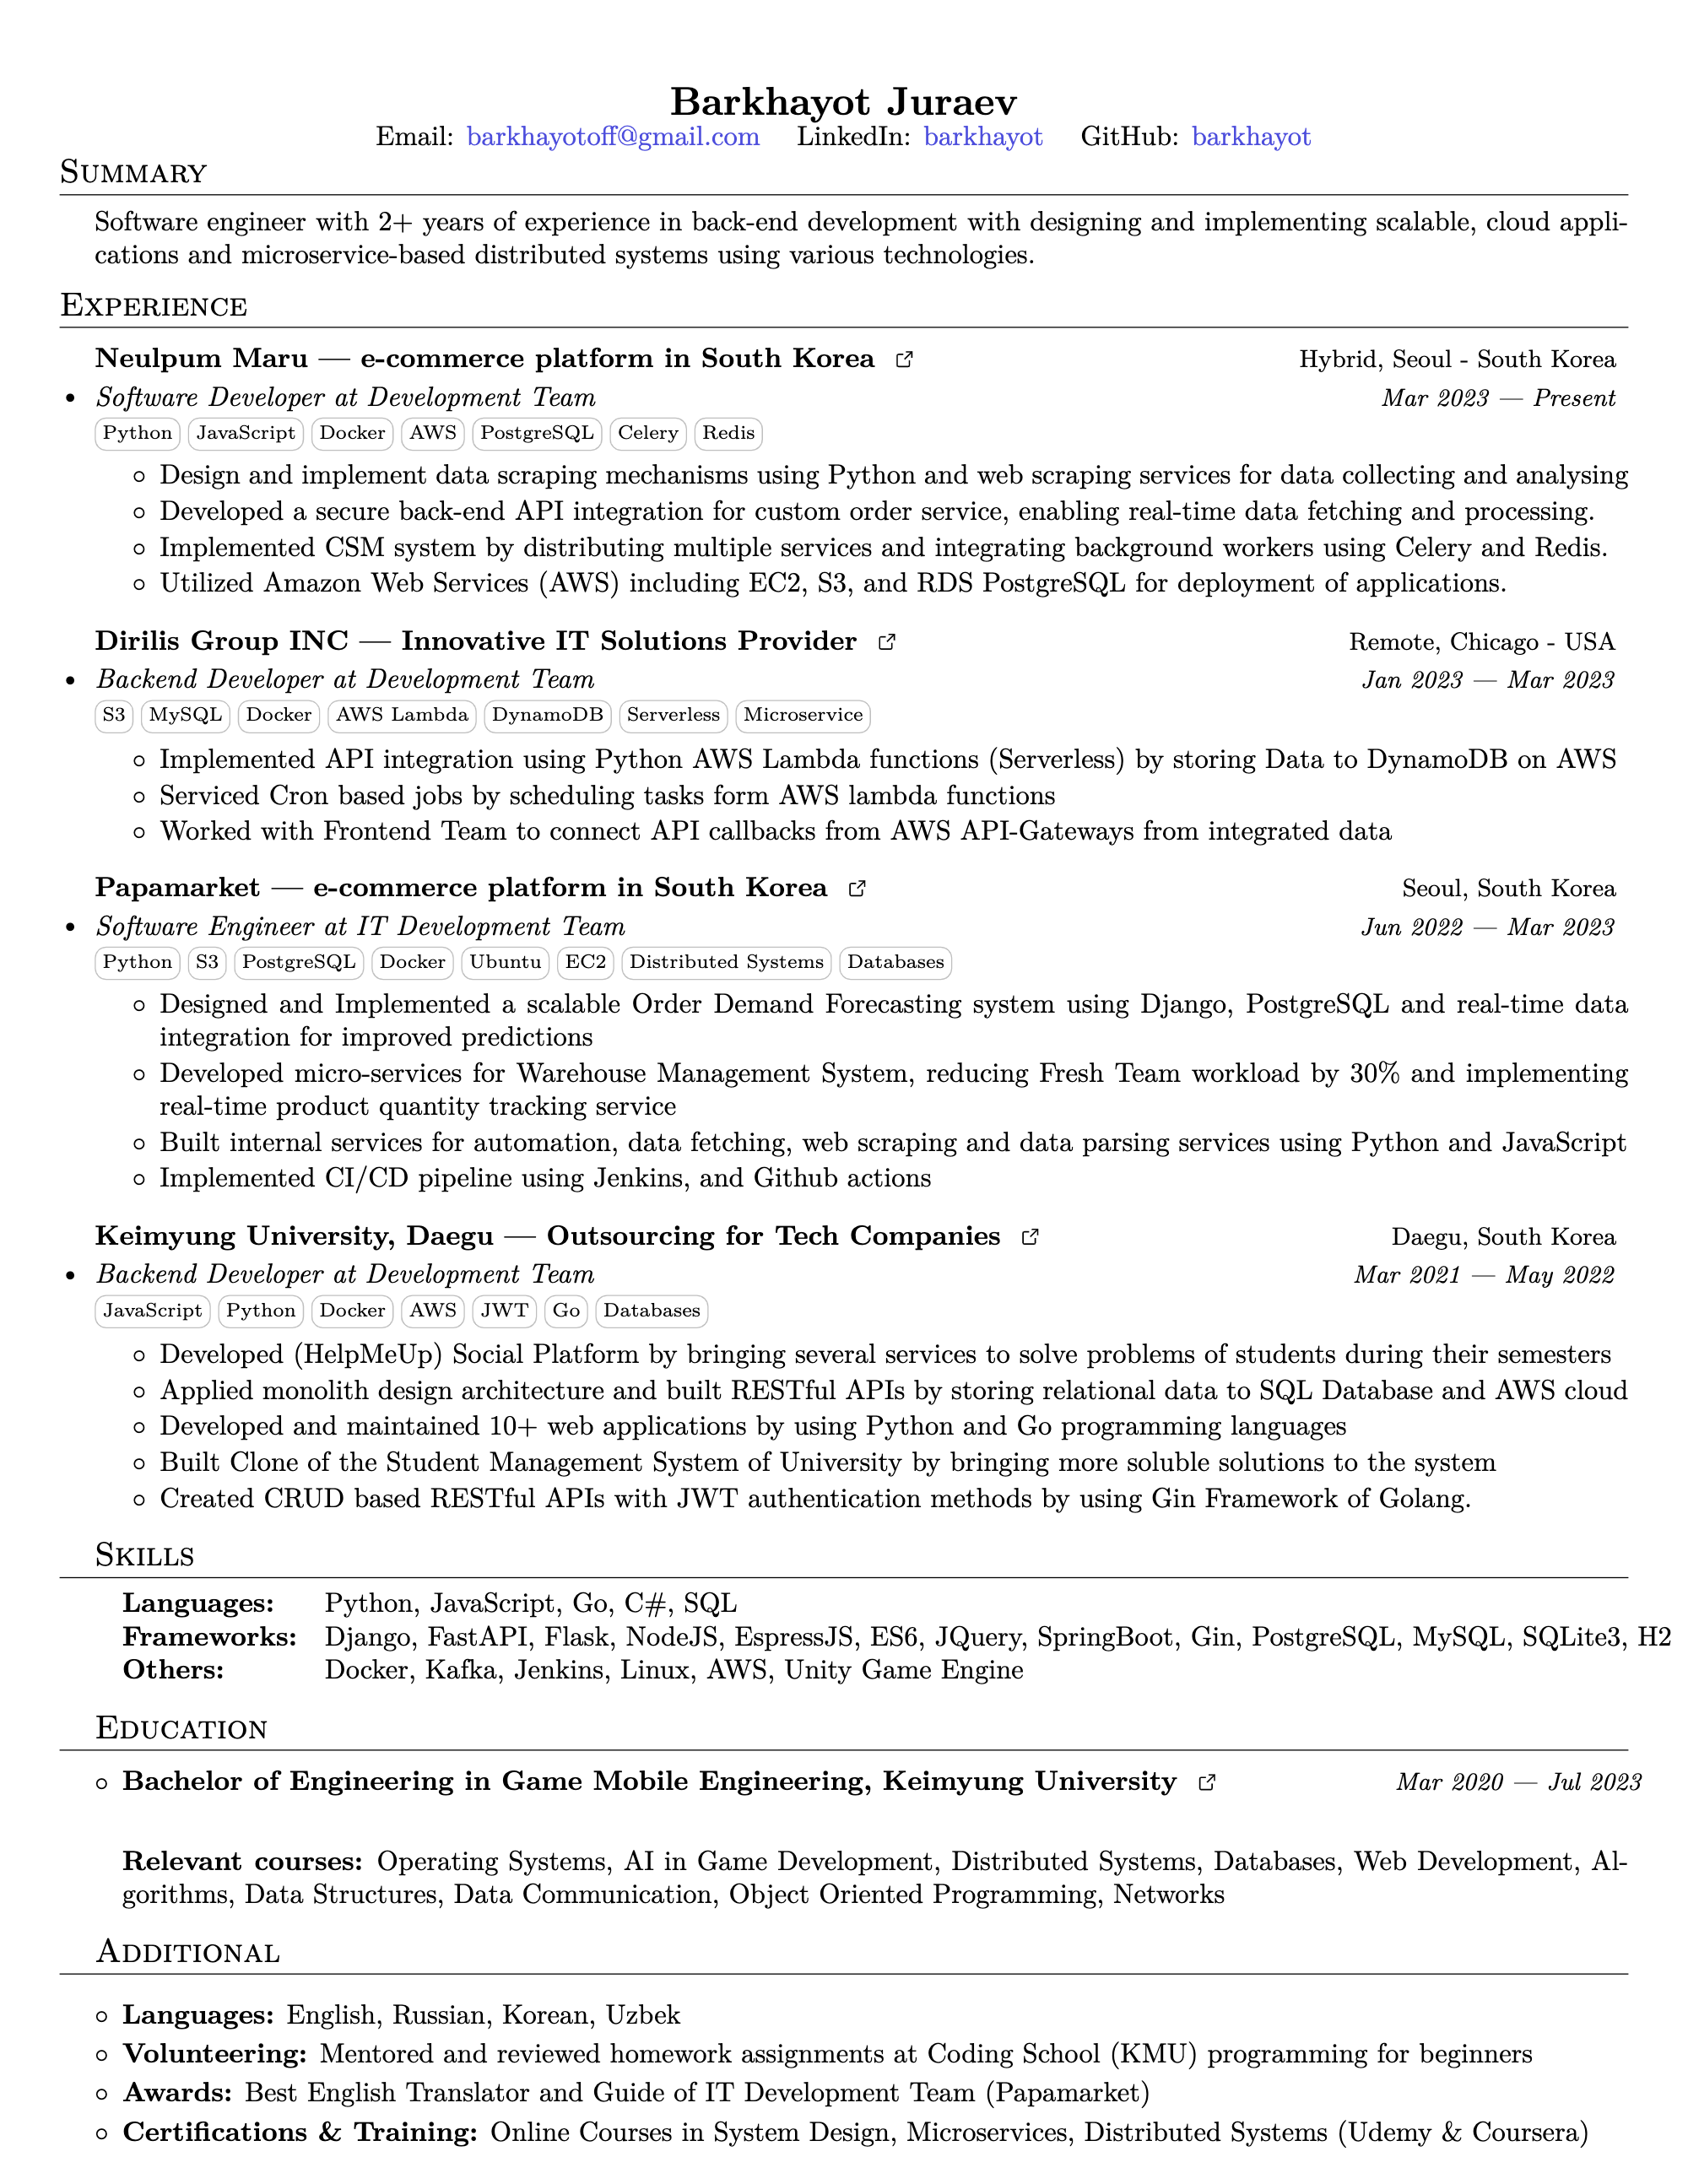 Barkhayot Juraev
Email: barkhayotoff@gmail.com LinkedIn: barkhayot GitHub: barkhayot
Summary
Software engineer with 2+ years of experience in back-end development with designing and implementing scalable, cloud appli-
cations and microservice-based distributed systems using various technologies.
Experience
Neulpum Maru — e-commerce platform in South Korea Hybrid, Seoul - South Korea
• Software Developer at Development Team Mar 2023 — Present
Python JavaScript Docker AWS PostgreSQL Celery Redis
◦ Design and implement data scraping mechanisms using Python and web scraping services for data collecting and analysing
◦ Developed a secure back-end API integration for custom order service, enabling real-time data fetching and processing.
◦ Implemented CSM system by distributing multiple services and integrating background workers using Celery and Redis.
◦ Utilized Amazon Web Services (AWS) including EC2, S3, and RDS PostgreSQL for deployment of applications.
Dirilis Group INC — Innovative IT Solutions Provider Remote, Chicago - USA
• Backend Developer at Development Team Jan 2023 — Mar 2023
S3 MySQL Docker AWS Lambda DynamoDB Serverless Microservice
◦ Implemented API integration using Python AWS Lambda functions (Serverless) by storing Data to DynamoDB on AWS
◦ Serviced Cron based jobs by scheduling tasks form AWS lambda functions
◦ Worked with Frontend Team to connect API callbacks from AWS API-Gateways from integrated data
Papamarket — e-commerce platform in South Korea Seoul, South Korea
• Software Engineer at IT Development Team Jun 2022 — Mar 2023
Python S3 PostgreSQL Docker Ubuntu EC2 Distributed Systems Databases
◦ Designed and Implemented a scalable Order Demand Forecasting system using Django, PostgreSQL and real-time data
integration for improved predictions
◦ Developed micro-services for Warehouse Management System, reducing Fresh Team workload by 30% and implementing
real-time product quantity tracking service
◦ Built internal services for automation, data fetching, web scraping and data parsing services using Python and JavaScript
◦ Implemented CI/CD pipeline using Jenkins, and Github actions
Keimyung University, Daegu — Outsourcing for Tech Companies Daegu, South Korea
• Backend Developer at Development Team Mar 2021 — May 2022
JavaScript Python Docker AWS JWT Go Databases
◦ Developed (HelpMeUp) Social Platform by bringing several services to solve problems of students during their semesters
◦ Applied monolith design architecture and built RESTful APIs by storing relational data to SQL Database and AWS cloud
◦ Developed and maintained 10+ web applications by using Python and Go programming languages
◦ Built Clone of the Student Management System of University by bringing more soluble solutions to the system
◦ Created CRUD based RESTful APIs with JWT authentication methods by using Gin Framework of Golang.
Skills
Languages: Python, JavaScript, Go, C#, SQL
Frameworks: Django, FastAPI, Flask, NodeJS, EspressJS, ES6, JQuery, SpringBoot, Gin, PostgreSQL, MySQL, SQLite3, H2
Others: Docker, Kafka, Jenkins, Linux, AWS, Unity Game Engine
Education
◦ Bachelor of Engineering in Game Mobile Engineering, Keimyung University Mar 2020 — Jul 2023
Relevant courses: Operating Systems, AI in Game Development, Distributed Systems, Databases, Web Development, Al-
gorithms, Data Structures, Data Communication, Object Oriented Programming, Networks
Additional
◦ Languages: English, Russian, Korean, Uzbek
◦ Volunteering: Mentored and reviewed homework assignments at Coding School (KMU) programming for beginners
◦ Awards: Best English Translator and Guide of IT Development Team (Papamarket)
◦ Certifications & Training: Online Courses in System Design, Microservices, Distributed Systems (Udemy & Coursera)